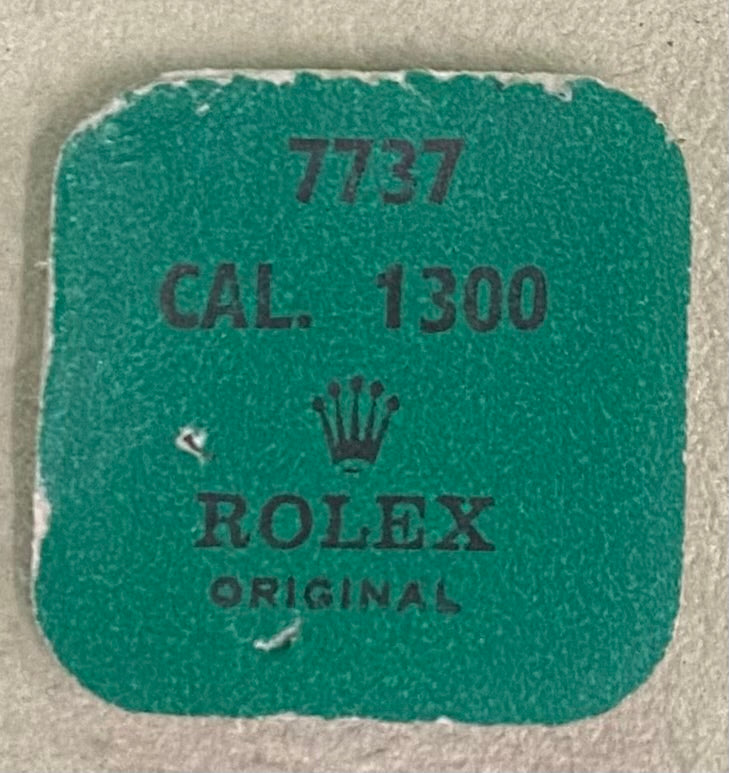 7737
CAL. 1300
ROLEX
ORIGINAL